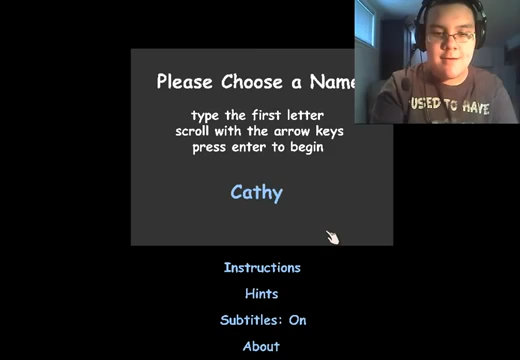 Please Choose a Name
type the first letter
scroll with the arrow keys
press enter to begin
Cathy
Instructions
Hints
Subtitles: On
About
USED TO HAVE